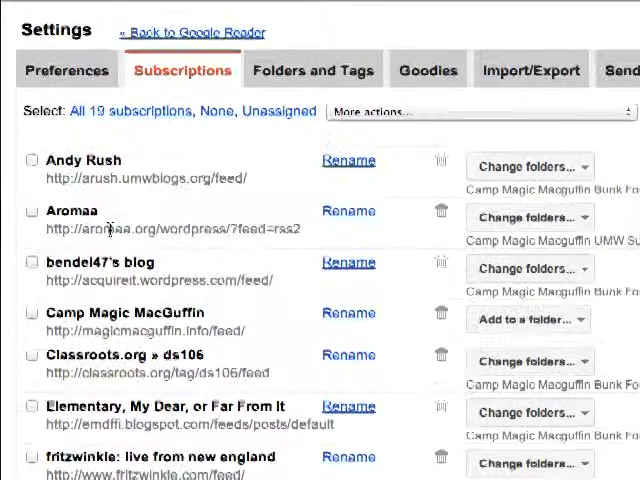 Settings « Back to Google Reader
Preferences Subscriptions Folders and Tags Goodies Import/Export Send
Select: All 19 subscriptions, None, Unassigned More actions...
Andy Rush Rename Change folders...
http://arush.umwblogs.org/feed/ Camp Magic Macguffin Bunk Fo
Aromaa Rename Change folders...
http://aromaa.org/wordpress/?feed=rss2 Camp Magic Macguffin UMW Su
bendel47's blog Rename Change folders...
http://acquireit.wordpress.com/feed/ Camp Magic Macguffin Bunk Fo
Camp Magic MacGuffin Rename Add to a folder...
http://magicmacguffin.info/feed/
Classroots.org » ds106 Rename Change folders...
http://classroots.org/tag/ds106/feed Camp Magic Macguffin Bunk Fo
Elementary, My Dear, or Far From It Rename Change folders...
http://emdffi.blogspot.com/feeds/posts/default Camp Magic Macguffin Bunk Fo
fritzwinkle: live from new england Rename Change folders...
http://www.fritzwinkle.com/feed/